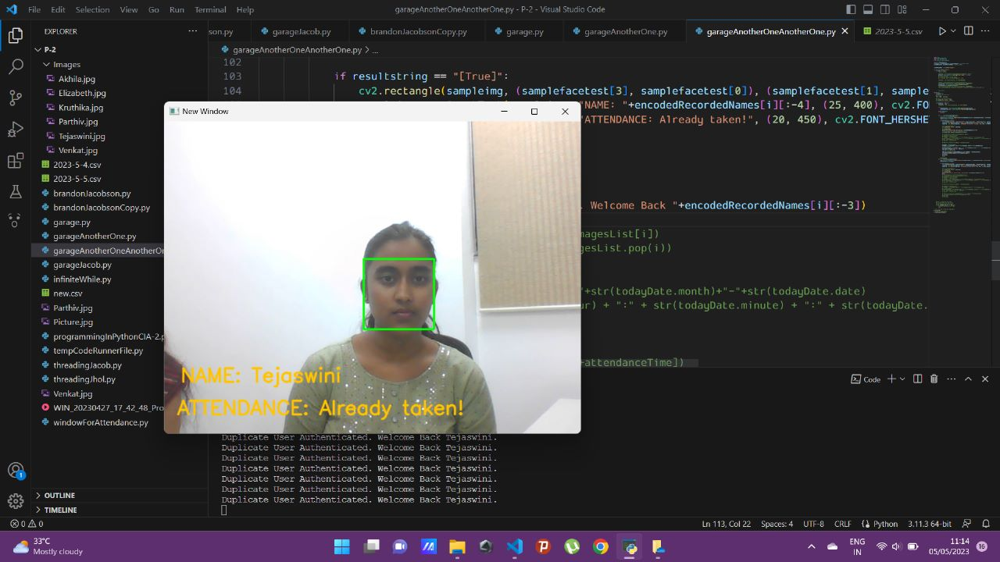 File Edit Selection View Go Run Terminal Help
garageAnotherOneAnotherOne.py - P-2 - Visual Studio Code
EXPLORER
son.py garageJacob.py brandonJacobsonCopy.py garage.py garageAnotherOne.py garageAnotherOneAnotherOne.py 2023-5-5.csv
garageAnotherOneAnotherOne.py > ...
P-2
Images
Akhila.jpg
Elizabeth.jpg
Kruthika.jpg
Parthiv.jpg
Tejaswini.jpg
Venkat.jpg
2023-5-4.csv
2023-5-5.csv
brandonJacobson.py
brandonJacobsonCopy.py
garage.py
garageAnotherOne.py
garageAnotherOneAnotherOn
garageJacob.py
infiniteWhile.py
new.csv
Parthiv.jpg
Picture.jpg
programmingInPythonCIA-2.p
tempCodeRunnerFile.py
threadingJacob.py
threadingJhol.py
Venkat.jpg
WIN_20230427_17_42_48_Pro
windowForAttendance.py
OUTLINE
TIMELINE
102
103 if resultstring == "[True]":
104 cv2.rectangle(sampleimg, (samplefacetest[3], samplefacetest[0]), (samplefacetest[1], sample
"NAME: "+encodedRecordedNames[i][:-4], (25, 400), cv2.FON
"ATTENDANCE: Already taken!", (20, 450), cv2.FONT_HERSHE
. Welcome Back "+encodedRecordedNames[i][:-3])
magesList[i])
gesList.pop(i))
"+str(todayDate.month)+"-"+str(todayDate.date)
ur) + ":" + str(todayDate.minute) + ":" + str(todayDate.
+attendanceTime])
New Window
NAME: Tejaswini
ATTENDANCE: Already taken!
Code
Duplicate User Authenticated. Welcome Back Tejaswini.
Duplicate User Authenticated. Welcome Back Tejaswini.
Duplicate User Authenticated. Welcome Back Tejaswini.
Duplicate User Authenticated. Welcome Back Tejaswini.
Duplicate User Authenticated. Welcome Back Tejaswini.
Duplicate User Authenticated. Welcome Back Tejaswini.
Duplicate User Authenticated. Welcome Back Tejaswini.
1
0 0 Ln 113, Col 22 Spaces: 4 UTF-8 CRLF Python 3.11.3 64-bit
33°C
Mostly cloudy
ENG
IN
11:14
05/05/2023
16